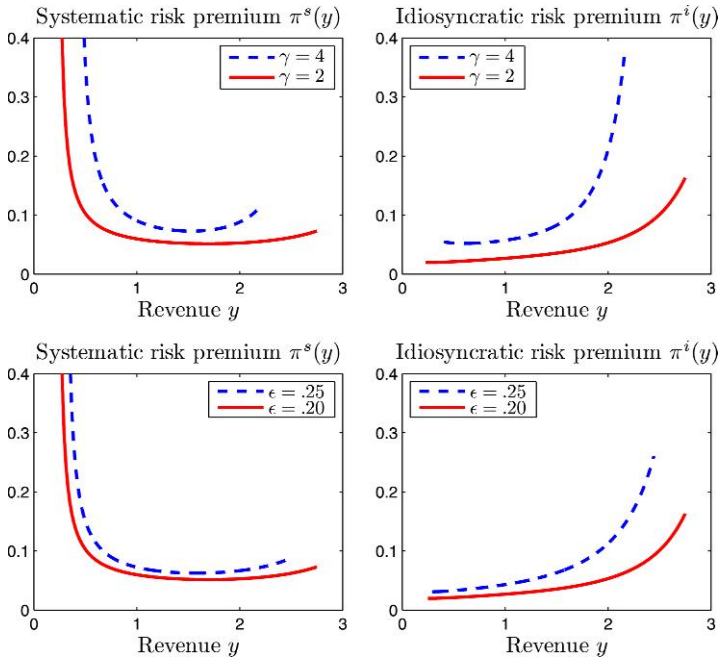 Systematic risk premium πˢ(y)
0.4
0.3
0.2
0.1
0
0 1 2 3
γ = 4
γ = 2
Revenue y
Idiosyncratic risk premium πⁱ(y)
0.4
0.3
0.2
0.1
0
0 1 2 3
γ = 4
γ = 2
Revenue y
Systematic risk premium πˢ(y)
0.4
0.3
0.2
0.1
0
0 1 2 3
ϵ = .25
ϵ = .20
Revenue y
Idiosyncratic risk premium πⁱ(y)
0.4
0.3
0.2
0.1
0
0 1 2 3
ϵ = .25
ϵ = .20
Revenue y